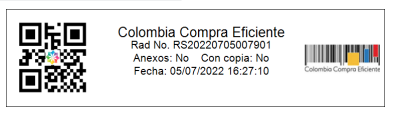 Colombia Compra Eficiente
Rad No. RS20220705007901
Anexos: No Con copia: No
Fecha: 05/07/2022 16:27:10
Colombia Compra Eficiente